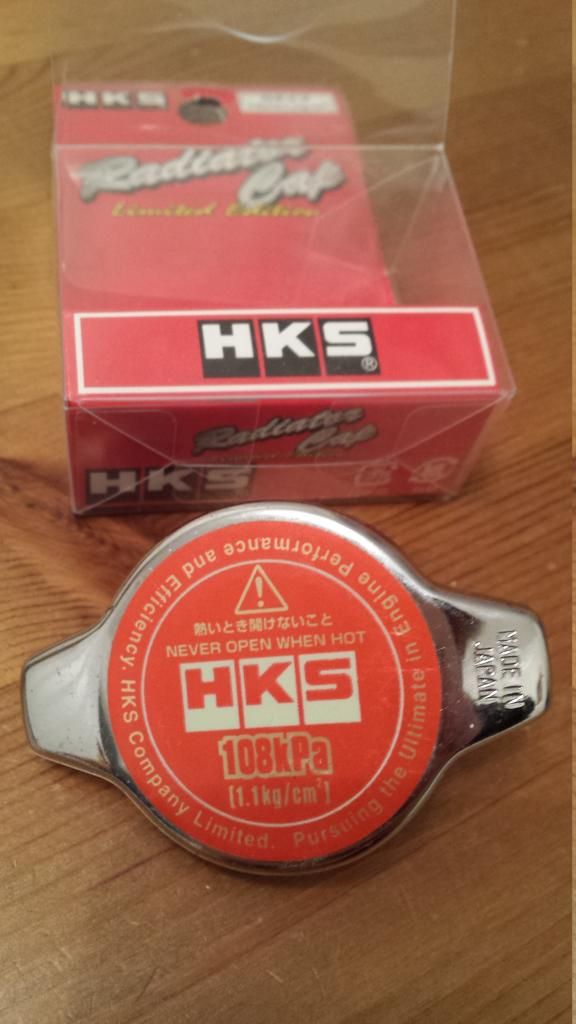 HKS
Radiator
Cap
Limited Edition
HKS®
Radiator
Cap
HKS
熱いとき開けないこと
NEVER OPEN WHEN HOT
HKS
108kPa
[1.1kg/cm²]
HKS Company Limited. Pursuing the Ultimate in Engine Performance and Efficiency.
MADE IN
JAPAN